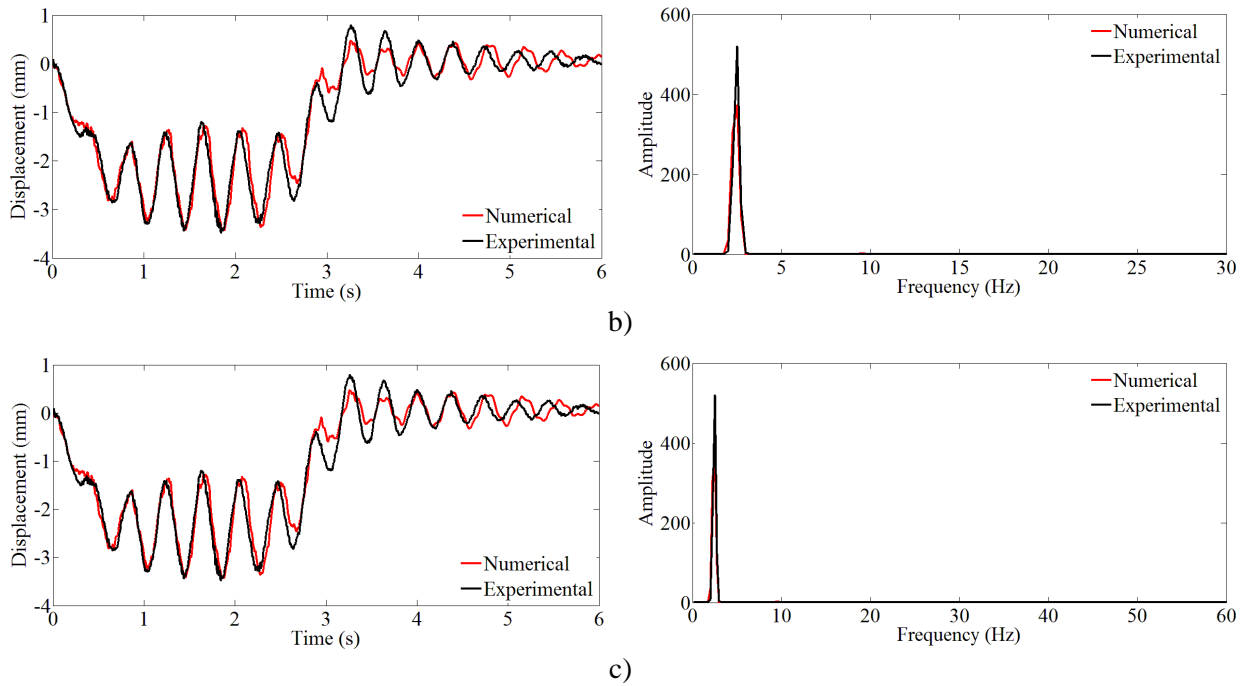 1
0
-1
-2
-3
-4
Displacement (mm)
Numerical
Experimental
0 1 2 3 4 5 6
Time (s)
600
400
200
0
Amplitude
Numerical
Experimental
0 5 10 15 20 25 30
Frequency (Hz)
b)
1
0
-1
-2
-3
-4
Displacement (mm)
Numerical
Experimental
0 1 2 3 4 5 6
Time (s)
600
400
200
0
Amplitude
Numerical
Experimental
0 10 20 30 40 50 60
Frequency (Hz)
c)